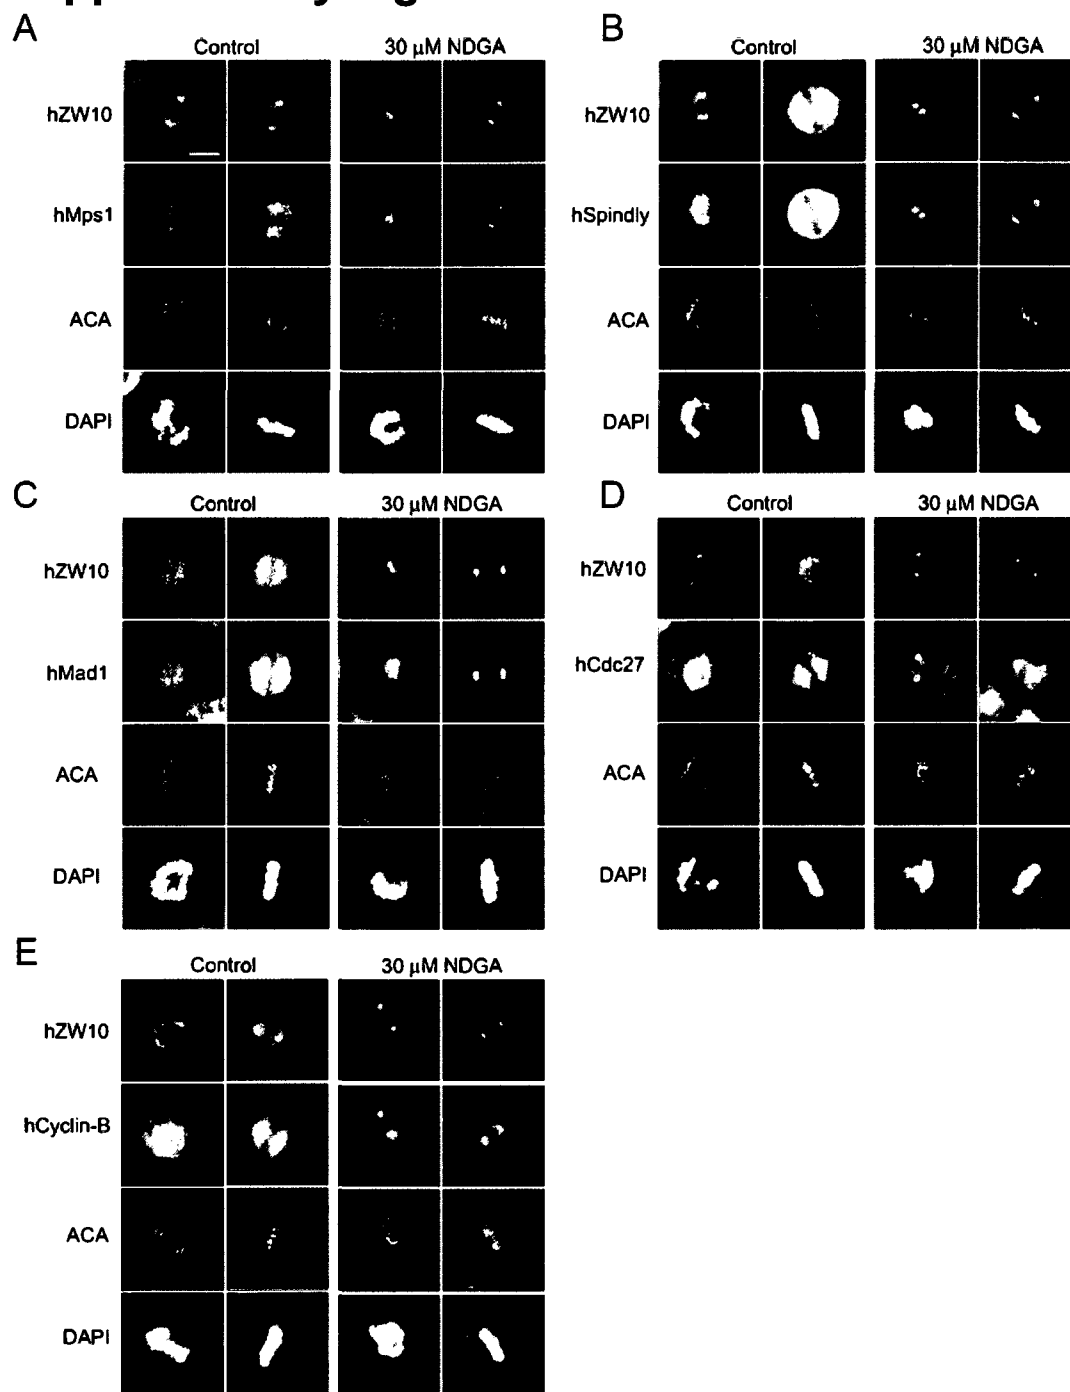 A
Control 30 µM NDGA
hZW10
hMps1
ACA
DAPI
B
Control 30 µM NDGA
hZW10
hSpindly
ACA
DAPI
C
Control 30 µM NDGA
hZW10
hMad1
ACA
DAPI
D
Control 30 µM NDGA
hZW10
hCdc27
ACA
DAPI
E
Control 30 µM NDGA
hZW10
hCyclin-B
ACA
DAPI